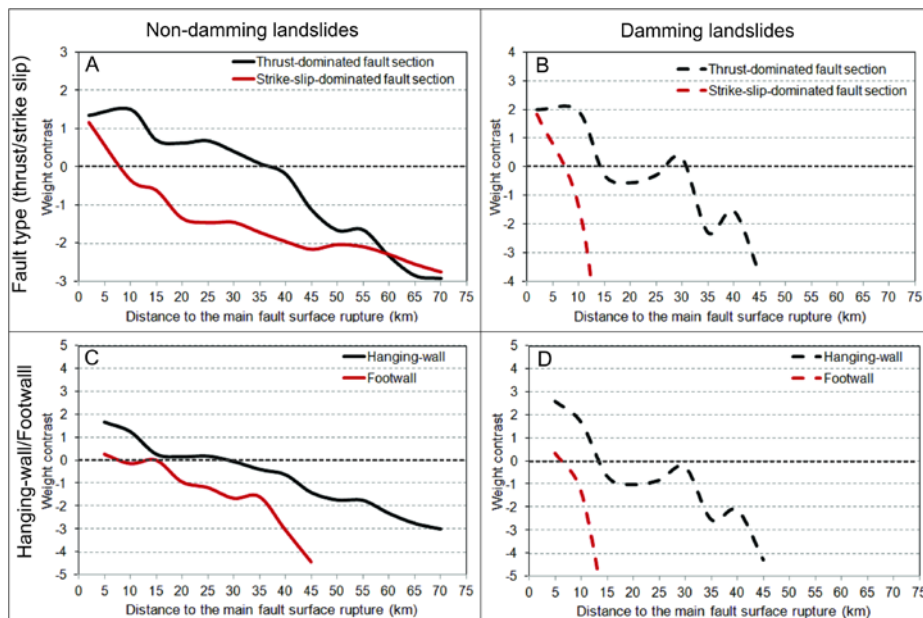 Non-damming landslides
Damming landslides
Fault type (thrust/strike slip)
A
Thrust-dominated fault section
Strike-slip-dominated fault section
Weight contrast
3
2
1
0
-1
-2
-3
0 5 10 15 20 25 30 35 40 45 50 55 60 65 70 75
Distance to the main fault surface rupture (km)
B
Thrust-dominated fault section
Strike-slip-dominated fault section
Weight contrast
4
3
2
1
0
-1
-2
-3
-4
0 5 10 15 20 25 30 35 40 45 50 55 60 65 70 75
Distance to the main fault surface rupture (km)
Hanging-wall/Footwalll
C
Hanging-wall
Footwall
Weight contrast
5
4
3
2
1
0
-1
-2
-3
-4
-5
0 5 10 15 20 25 30 35 40 45 50 55 60 65 70 75
Distance to the main fault surface rupture (km)
D
Hanging-wall
Footwall
Weight contrast
5
4
3
2
1
0
-1
-2
-3
-4
-5
0 5 10 15 20 25 30 35 40 45 50 55 60 65 70 75
Distance to the main fault surface rupture (km)